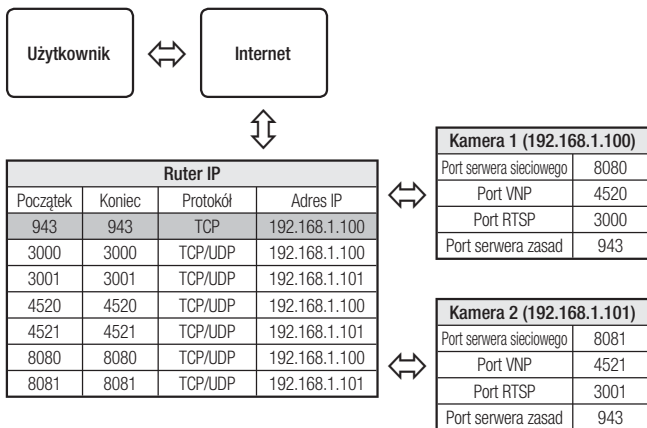 Użytkownik
Internet
Ruter IP
Początek Koniec Protokół Adres IP
943 943 TCP 192.168.1.100
3000 3000 TCP/UDP 192.168.1.100
3001 3001 TCP/UDP 192.168.1.101
4520 4520 TCP/UDP 192.168.1.100
4521 4521 TCP/UDP 192.168.1.101
8080 8080 TCP/UDP 192.168.1.100
8081 8081 TCP/UDP 192.168.1.101
Kamera 1 (192.168.1.100)
Port serwera sieciowego 8080
Port VNP 4520
Port RTSP 3000
Port serwera zasad 943
Kamera 2 (192.168.1.101)
Port serwera sieciowego 8081
Port VNP 4521
Port RTSP 3001
Port serwera zasad 943